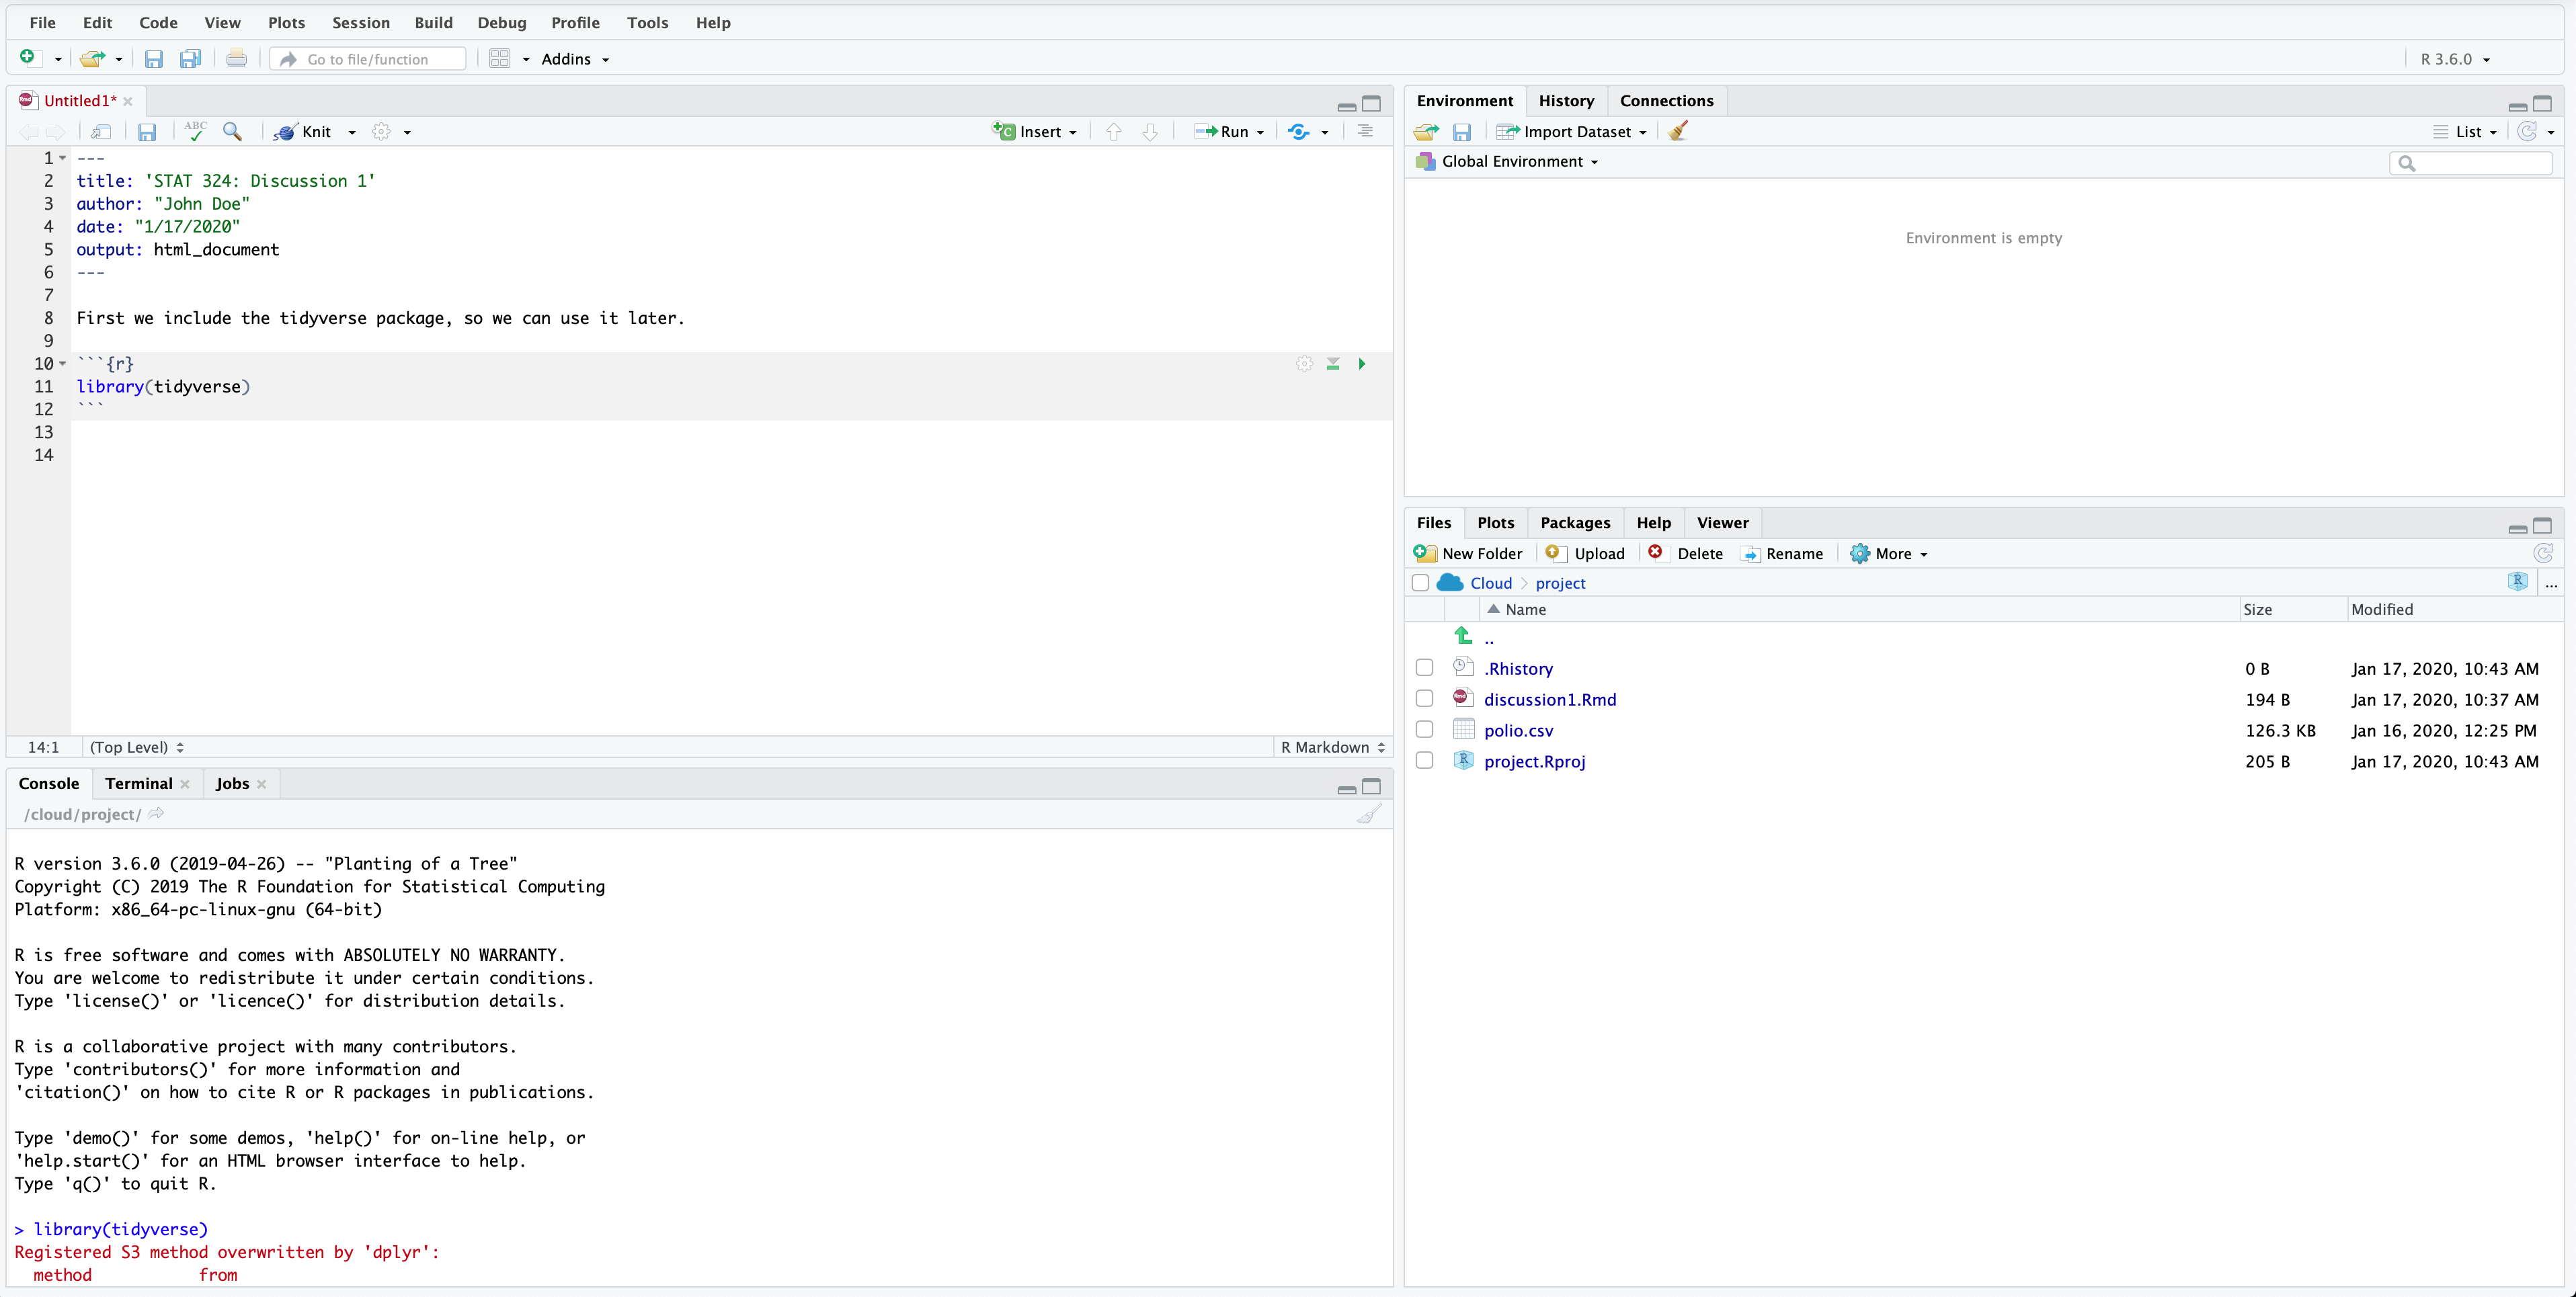 File Edit Code View Plots Session Build Debug Profile Tools Help
Go to file/function Addins R 3.6.0
Untitled1*
ABC Knit Insert Run
1 ---
2 title: 'STAT 324: Discussion 1'
3 author: "John Doe"
4 date: "1/17/2020"
5 output: html_document
6 ---
7
8 First we include the tidyverse package, so we can use it later.
9
10 ```{r}
11 library(tidyverse)
12 ```
13
14
14:1 (Top Level) R Markdown
Console Terminal Jobs
/cloud/project/
R version 3.6.0 (2019-04-26) -- "Planting of a Tree"
Copyright (C) 2019 The R Foundation for Statistical Computing
Platform: x86_64-pc-linux-gnu (64-bit)
R is free software and comes with ABSOLUTELY NO WARRANTY.
You are welcome to redistribute it under certain conditions.
Type 'license()' or 'licence()' for distribution details.
R is a collaborative project with many contributors.
Type 'contributors()' for more information and
'citation()' on how to cite R or R packages in publications.
Type 'demo()' for some demos, 'help()' for on-line help, or
'help.start()' for an HTML browser interface to help.
Type 'q()' to quit R.
> library(tidyverse)
Registered S3 method overwritten by 'dplyr':
method from
Environment History Connections
Import Dataset List
Global Environment
Environment is empty
Files Plots Packages Help Viewer
New Folder Upload Delete Rename More
Cloud project R ...
Name Size Modified
..
.Rhistory 0 B Jan 17, 2020, 10:43 AM
Rmd discussion1.Rmd 194 B Jan 17, 2020, 10:37 AM
polio.csv 126.3 KB Jan 16, 2020, 12:25 PM
R project.Rproj 205 B Jan 17, 2020, 10:43 AM